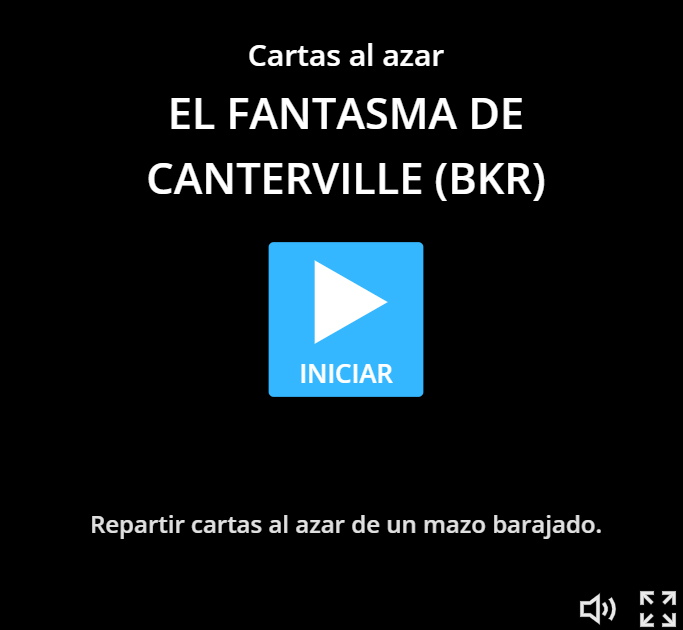 Cartas al azar
EL FANTASMA DE
CANTERVILLE (BKR)
INICIAR
Repartir cartas al azar de un mazo barajado.